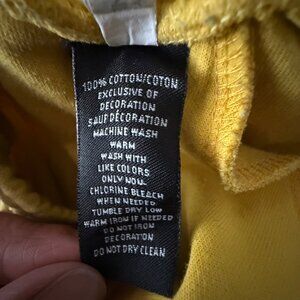 100% COTTON/COTON
EXCLUSIVE OF
DECORATION
SAUF DÉCORATION
MACHINE WASH
WARM
WASH WITH
LIKE COLORS
ONLY NON-
CHLORINE BLEACH
WHEN NEEDED
TUMBLE DRY LOW
WARM IRON IF NEEDED
DO NOT IRON
DECORATION
DO NOT DRY CLEAN